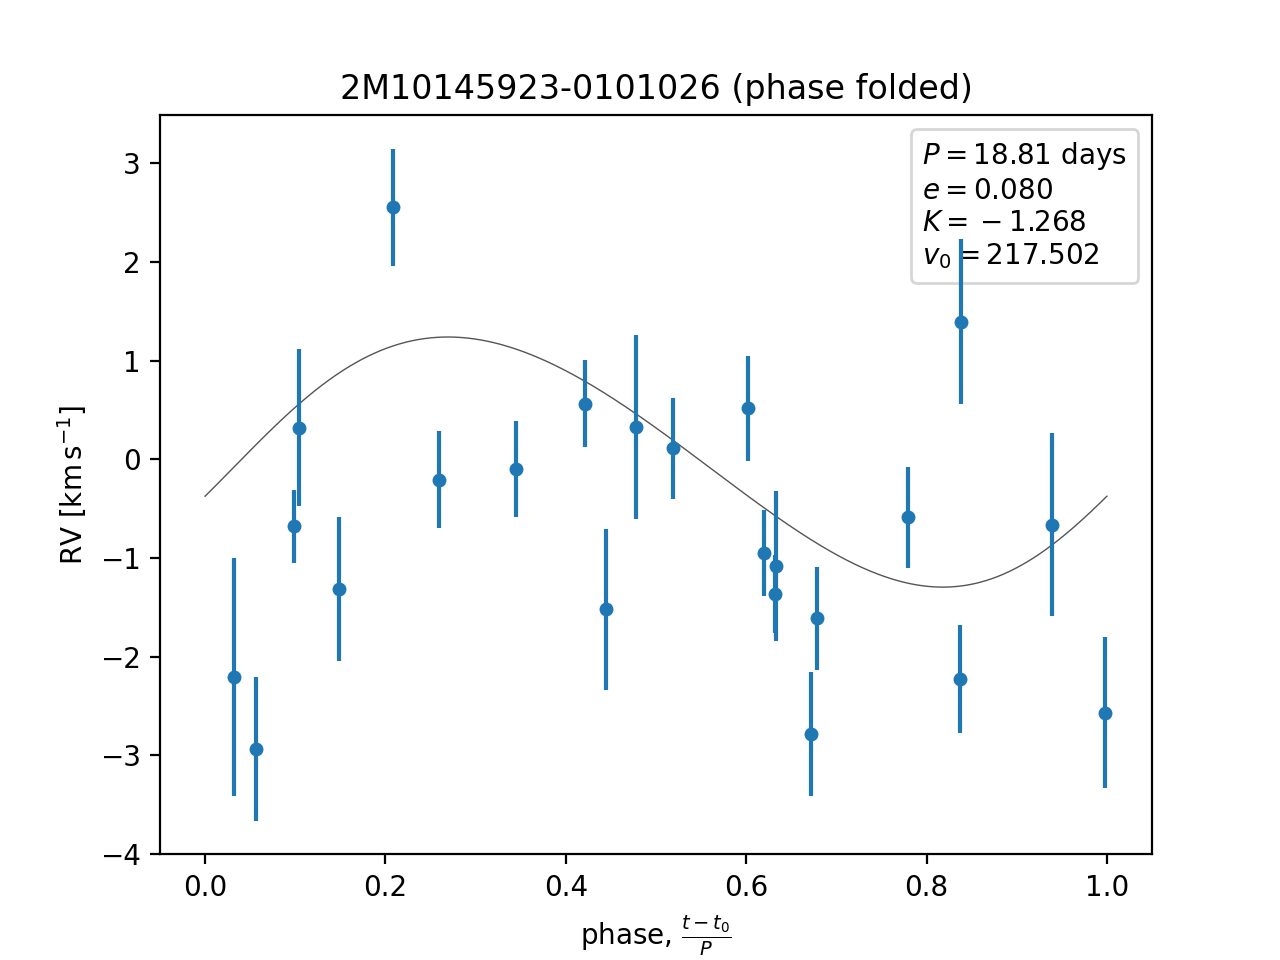 2M10145923-0101026 (phase folded)
P = 18.81 days
e = 0.080
K = −1.268
v₀ = 217.502
3
2
1
0
−1
−2
−3
−4
RV [km s⁻¹]
0.0 0.2 0.4 0.6 0.8 1.0
phase, (t − t₀)/P